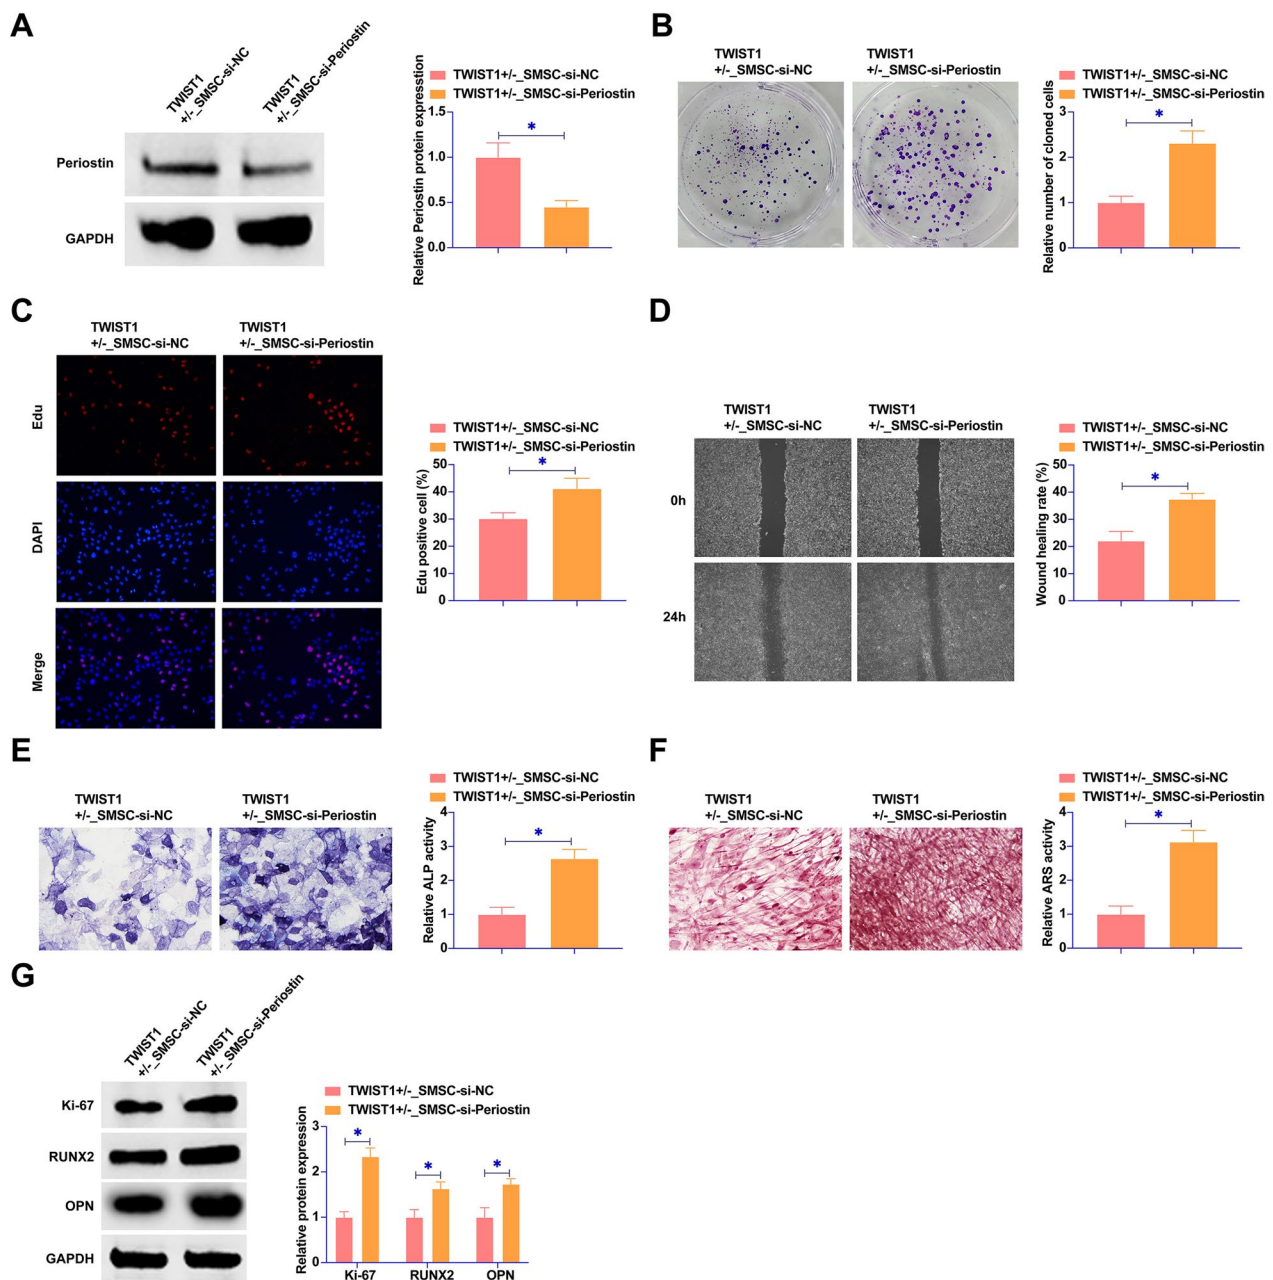 A
TWIST1
+/-_SMSC-si-NC
TWIST1
+/-_SMSC-si-Periostin
Periostin
GAPDH
TWIST1+/-_SMSC-si-NC
TWIST1+/-_SMSC-si-Periostin
Relative Periostin protein expression
1.5
1.0
0.5
0.0
*
B
TWIST1
+/-_SMSC-si-NC
TWIST1
+/-_SMSC-si-Periostin
TWIST1+/-_SMSC-si-NC
TWIST1+/-_SMSC-si-Periostin
Relative number of cloned cells
3
2
1
0
*
C
TWIST1
+/-_SMSC-si-NC
TWIST1
+/-_SMSC-si-Periostin
Edu
DAPI
Merge
TWIST1+/-_SMSC-si-NC
TWIST1+/-_SMSC-si-Periostin
Edu positive cell (%)
50
40
30
20
10
0
*
D
TWIST1
+/-_SMSC-si-NC
TWIST1
+/-_SMSC-si-Periostin
0h
24h
TWIST1+/-_SMSC-si-NC
TWIST1+/-_SMSC-si-Periostin
Wound healing rate (%)
50
40
30
20
10
0
*
E
TWIST1
+/-_SMSC-si-NC
TWIST1
+/-_SMSC-si-Periostin
TWIST1+/-_SMSC-si-NC
TWIST1+/-_SMSC-si-Periostin
Relative ALP activity
4
3
2
1
0
*
F
TWIST1
+/-_SMSC-si-NC
TWIST1
+/-_SMSC-si-Periostin
TWIST1+/-_SMSC-si-NC
TWIST1+/-_SMSC-si-Periostin
Relative ARS activity
4
3
2
1
0
*
G
TWIST1
+/-_SMSC-si-NC
TWIST1
+/-_SMSC-si-Periostin
Ki-67
RUNX2
OPN
GAPDH
TWIST1+/-_SMSC-si-NC
TWIST1+/-_SMSC-si-Periostin
Relative protein expression
3
2
1
0
*
*
*
Ki-67 RUNX2 OPN